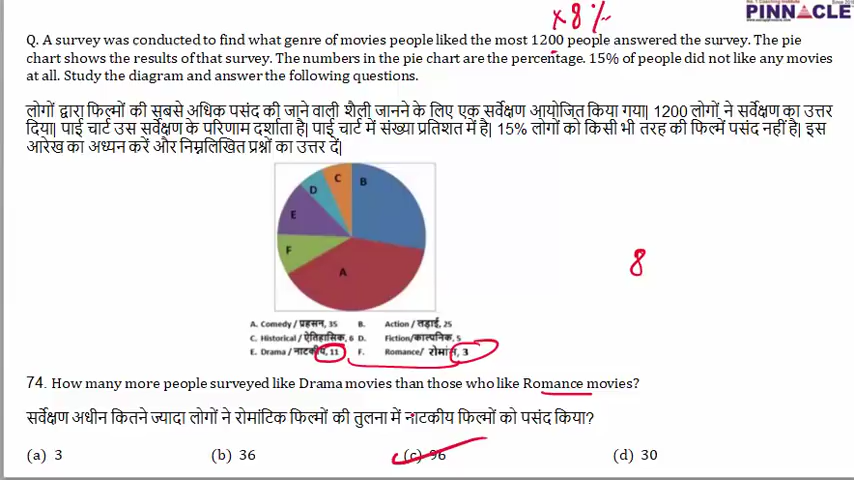 PINNACLE
×8%
Q. A survey was conducted to find what genre of movies people liked the most 1200 people answered the survey. The pie
chart shows the results of that survey. The numbers in the pie chart are the percentage. 15% of people did not like any movies
at all. Study the diagram and answer the following questions.
लोगों द्वारा फिल्मों की सबसे अधिक पसंद की जाने वाली शैली जानने के लिए एक सर्वेक्षण आयोजित किया गया| 1200 लोगों ने सर्वेक्षण का उत्तर
दिया| पाई चार्ट उस सर्वेक्षण के परिणाम दर्शाता है| पाई चार्ट में संख्या प्रतिशत में है| 15% लोगों को किसी भी तरह की फिल्में पसंद नहीं है| इस
आरेख का अध्यन करें और निम्नलिखित प्रश्नों का उत्तर दें|
C B
D
E
F
A
8
A. Comedy / प्रहसन, 35 B. Action / लड़ाई, 25
C. Historical / ऐतिहासिक, 6 D. Fiction/काल्पनिक, 5
E. Drama / नाटकीय, 11 F. Romance/ रोमांस, 3
74. How many more people surveyed like Drama movies than those who like Romance movies?
सर्वेक्षण अधीन कितने ज्यादा लोगों ने रोमांटिक फिल्मों की तुलना में नाटकीय फिल्मों को पसंद किया?
(a) 3 (b) 36 (c) 96 (d) 30